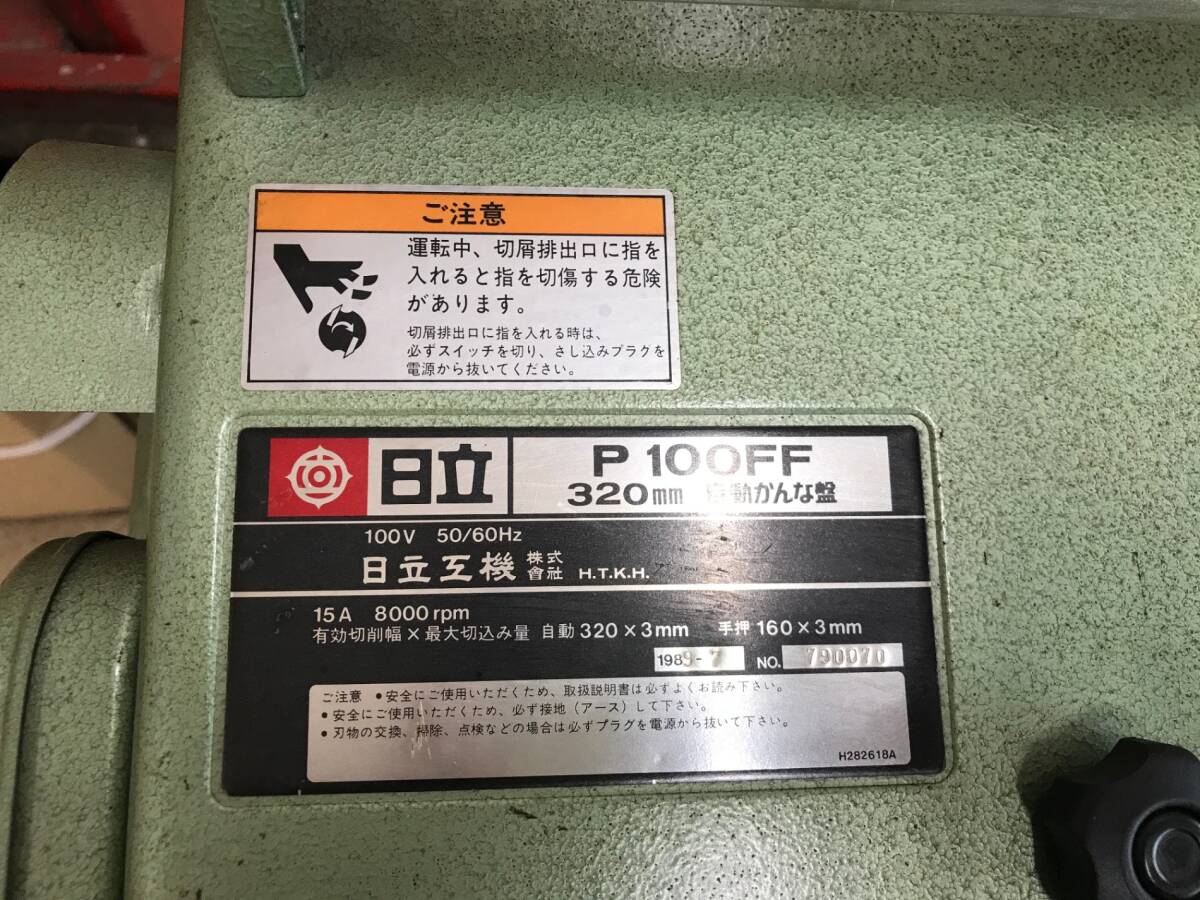 ご注意
運転中、切屑排出口に指を
入れると指を切傷する危険
があります。
切屑排出口に指を入れる時は、
必ずスイッチを切り、さし込みプラグを
電源から抜いてください。
日立
P 100FF
320mm 自動かんな盤
100V 50/60Hz
日立工機 株式會社 H.T.K.H.
15A 8000rpm
有効切削幅×最大切込み量 自動 320×3mm 手押 160×3mm
1989-7 NO. 790070
ご注意 ●安全にご使用いただくため、取扱説明書は必ずよくお読み下さい。
●安全にご使用いただくため、必ず接地(アース)して下さい。
●刃物の交換、掃除、点検などの場合は必ずプラグを電源から抜いて下さい。
H282618A